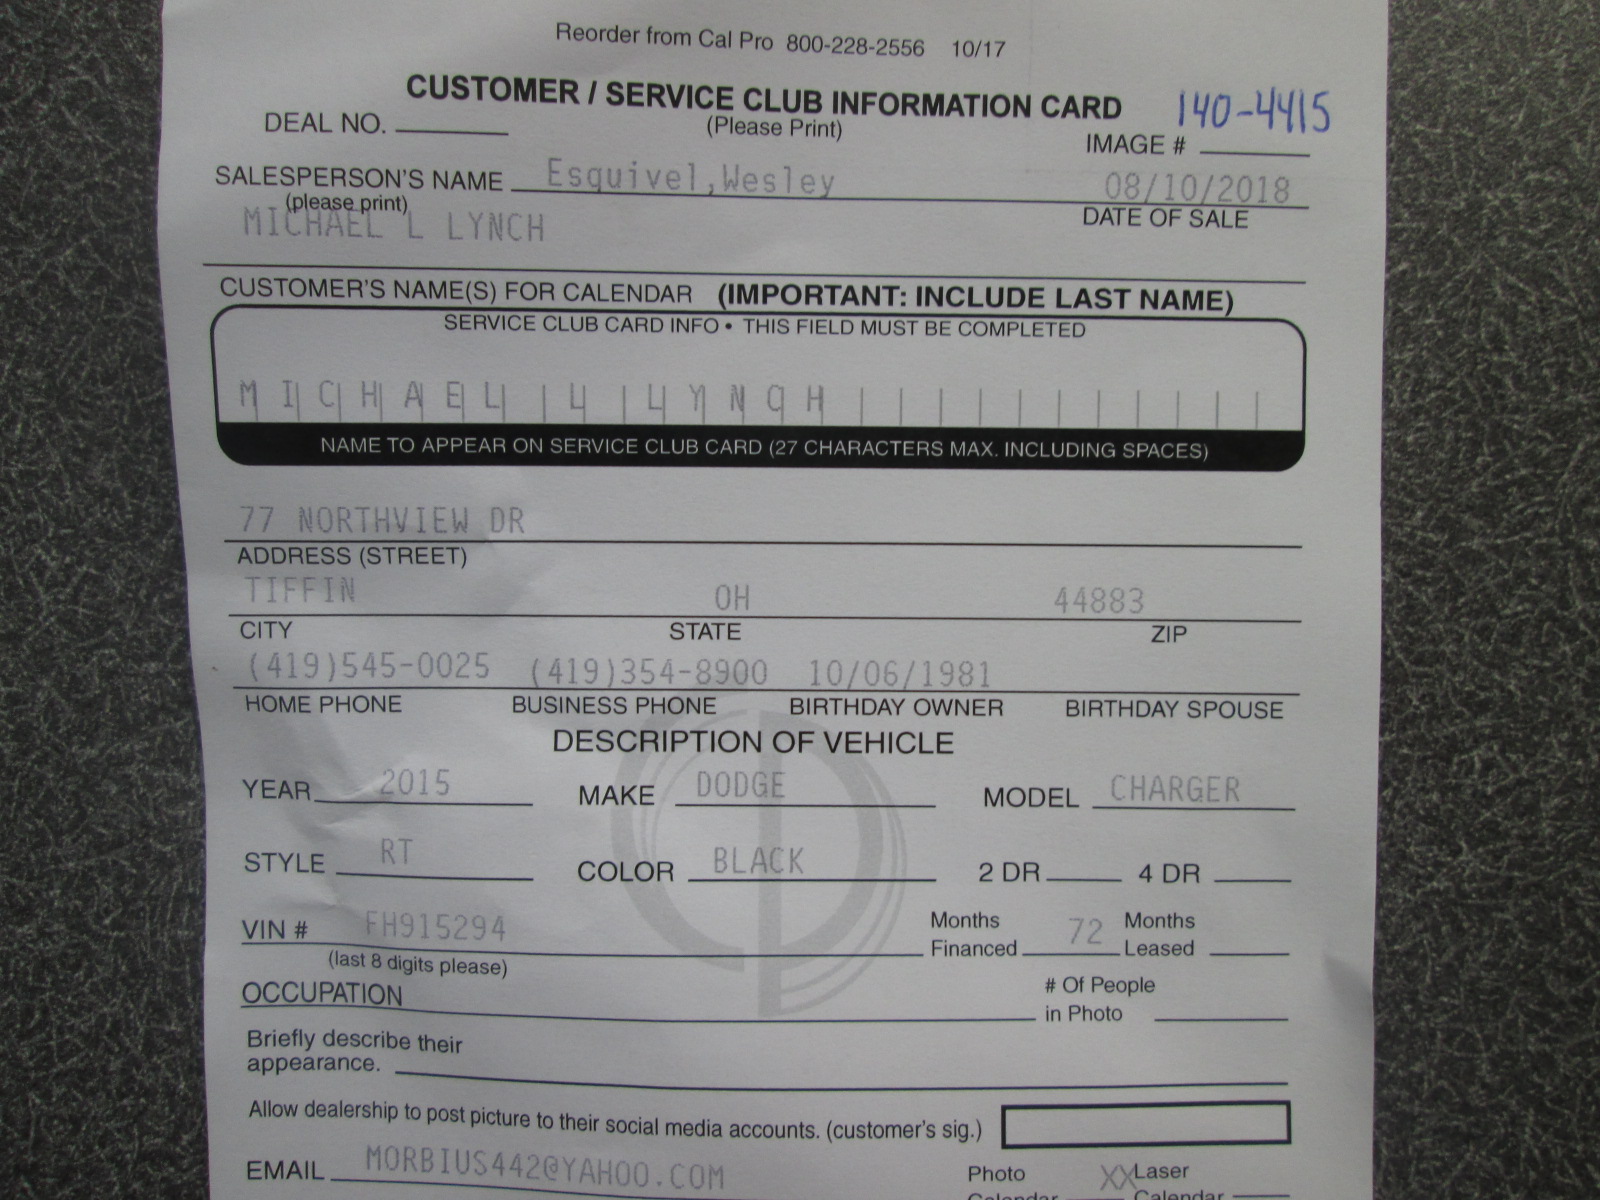 Reorder from Cal Pro 800-228-2556 10/17
CUSTOMER / SERVICE CLUB INFORMATION CARD 140-4415
DEAL NO. (Please Print) IMAGE #
SALESPERSON'S NAME Esquivel,Wesley 08/10/2018
(please print) DATE OF SALE
MICHAEL L LYNCH
CUSTOMER'S NAME(S) FOR CALENDAR (IMPORTANT: INCLUDE LAST NAME)
SERVICE CLUB CARD INFO • THIS FIELD MUST BE COMPLETED
MICHAEL L LYNCH
NAME TO APPEAR ON SERVICE CLUB CARD (27 CHARACTERS MAX. INCLUDING SPACES)
77 NORTHVIEW DR
ADDRESS (STREET)
TIFFIN OH 44883
CITY STATE ZIP
(419)545-0025 (419)354-8900 10/06/1981
HOME PHONE BUSINESS PHONE BIRTHDAY OWNER BIRTHDAY SPOUSE
DESCRIPTION OF VEHICLE
YEAR 2015 MAKE DODGE MODEL CHARGER
STYLE RT COLOR BLACK 2 DR 4 DR
VIN # FH915294 Months Financed 72 Months Leased
(last 8 digits please)
OCCUPATION # Of People in Photo
Briefly describe their
appearance.
Allow dealership to post picture to their social media accounts. (customer's sig.)
EMAIL MORBIUS442@YAHOO.COM Photo XX Laser
Calendar Calendar